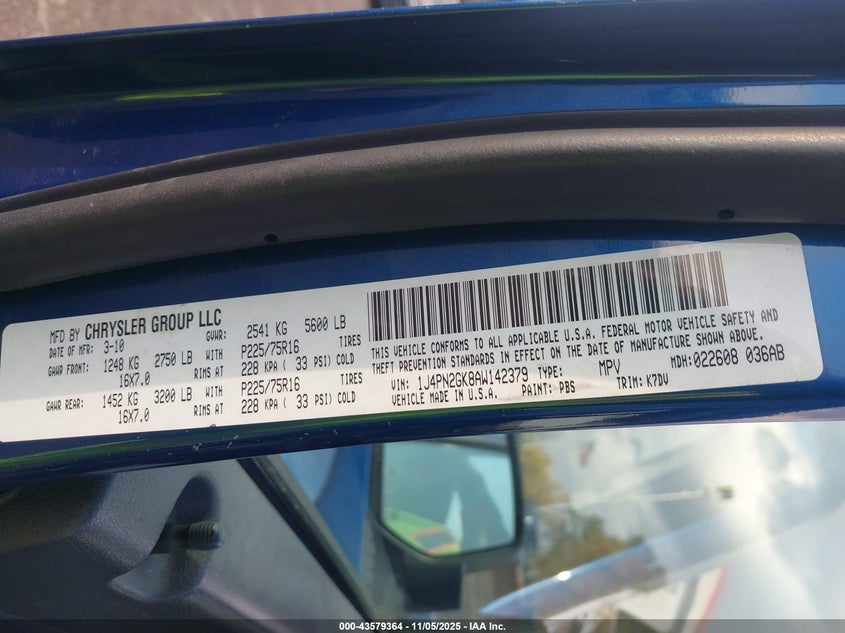 MFD BY CHRYSLER GROUP LLC
DATE OF MFR: 3-10 GVWR: 2541 KG 5600 LB
GAWR FRONT: 1248 KG 2750 LB WITH P225/75R16 TIRES
16X7.0 RIMS AT 228 KPA ( 33 PSI) COLD
GAWR REAR: 1452 KG 3200 LB WITH P225/75R16 TIRES
16X7.0 RIMS AT 228 KPA ( 33 PSI) COLD
THIS VEHICLE CONFORMS TO ALL APPLICABLE U.S.A. FEDERAL MOTOR VEHICLE SAFETY AND
THEFT PREVENTION STANDARDS IN EFFECT ON THE DATE OF MANUFACTURE SHOWN ABOVE.
VIN: 1J4PN2GK8AW142379 TYPE: MPV MDH: 022608 036AB
VEHICLE MADE IN U.S.A. PAINT: PBS TRIM: K7DV
000-43579364 - 11/05/2025 - IAA Inc.